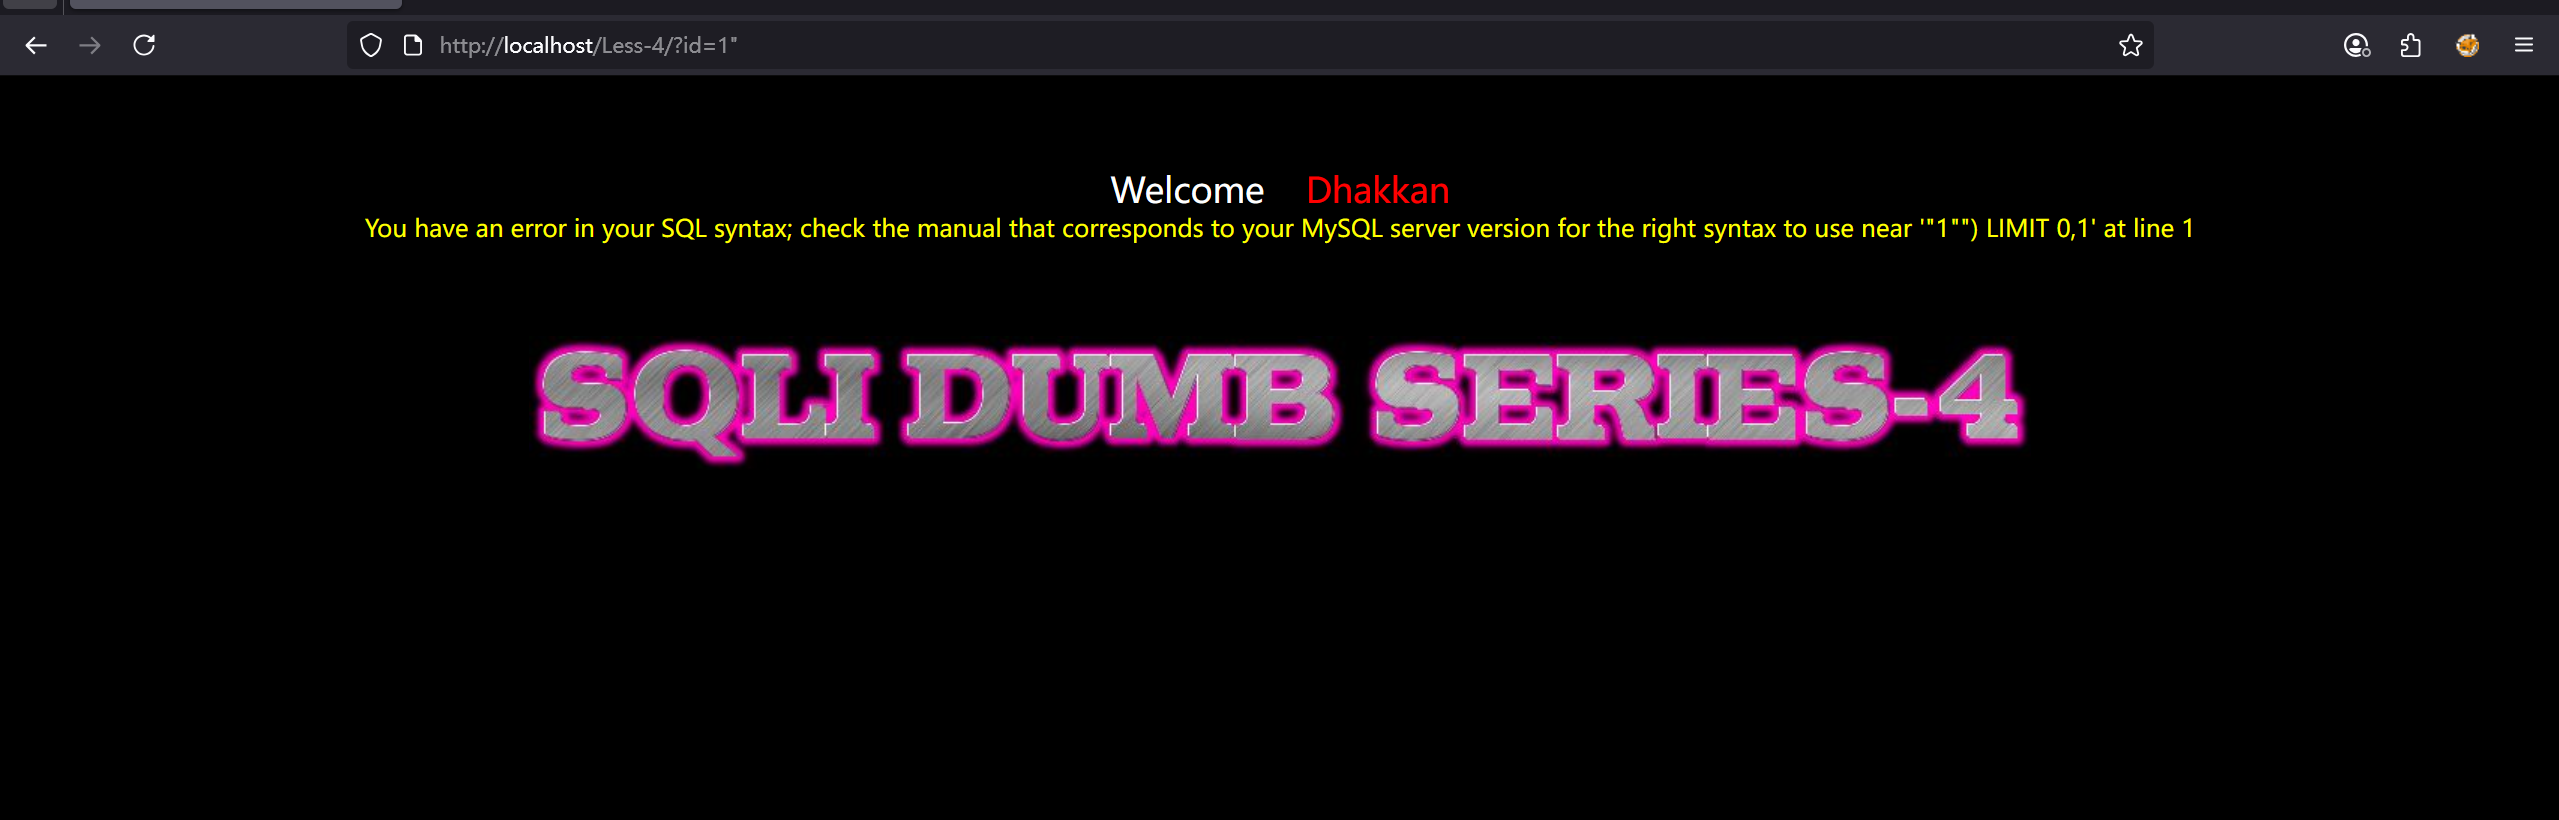 http://localhost/Less-4/?id=1"
Welcome Dhakkan
You have an error in your SQL syntax; check the manual that corresponds to your MySQL server version for the right syntax to use near '"1"") LIMIT 0,1' at line 1
SQLI DUMB SERIES-4